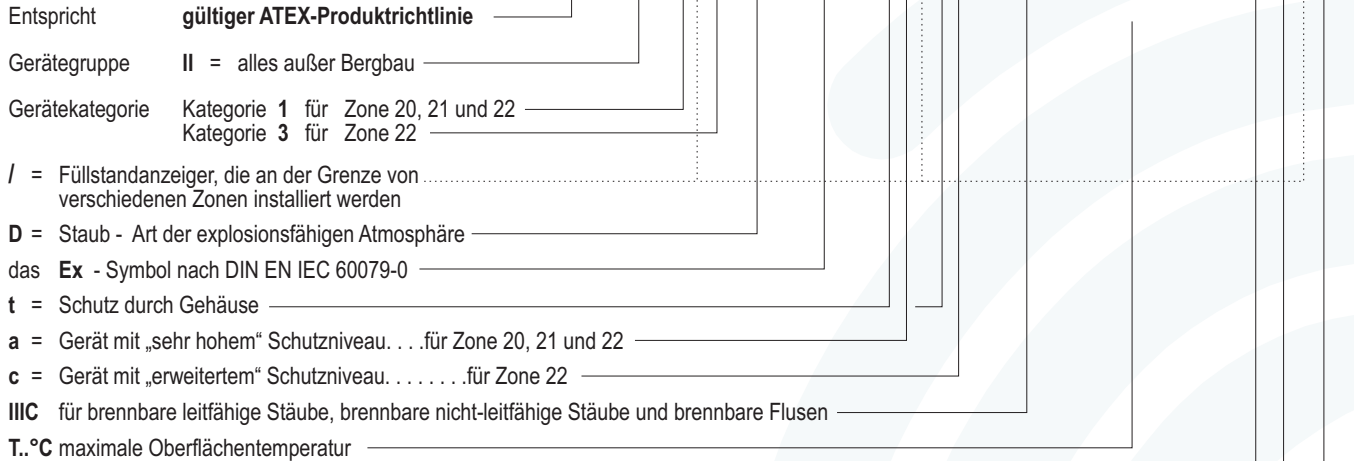 Entspricht gültiger ATEX-Produktrichtlinie
Gerätegruppe II = alles außer Bergbau
Gerätekategorie Kategorie 1 für Zone 20, 21 und 22
Kategorie 3 für Zone 22
/ = Füllstandanzeiger, die an der Grenze von
verschiedenen Zonen installiert werden
D = Staub - Art der explosionsfähigen Atmosphäre
das Ex - Symbol nach DIN EN IEC 60079-0
t = Schutz durch Gehäuse
a = Gerät mit „sehr hohem“ Schutzniveau. . . .für Zone 20, 21 und 22
c = Gerät mit „erweitertem“ Schutzniveau. . . . . . . .für Zone 22
IIIC für brennbare leitfähige Stäube, brennbare nicht-leitfähige Stäube und brennbare Flusen
T..°C maximale Oberflächentemperatur